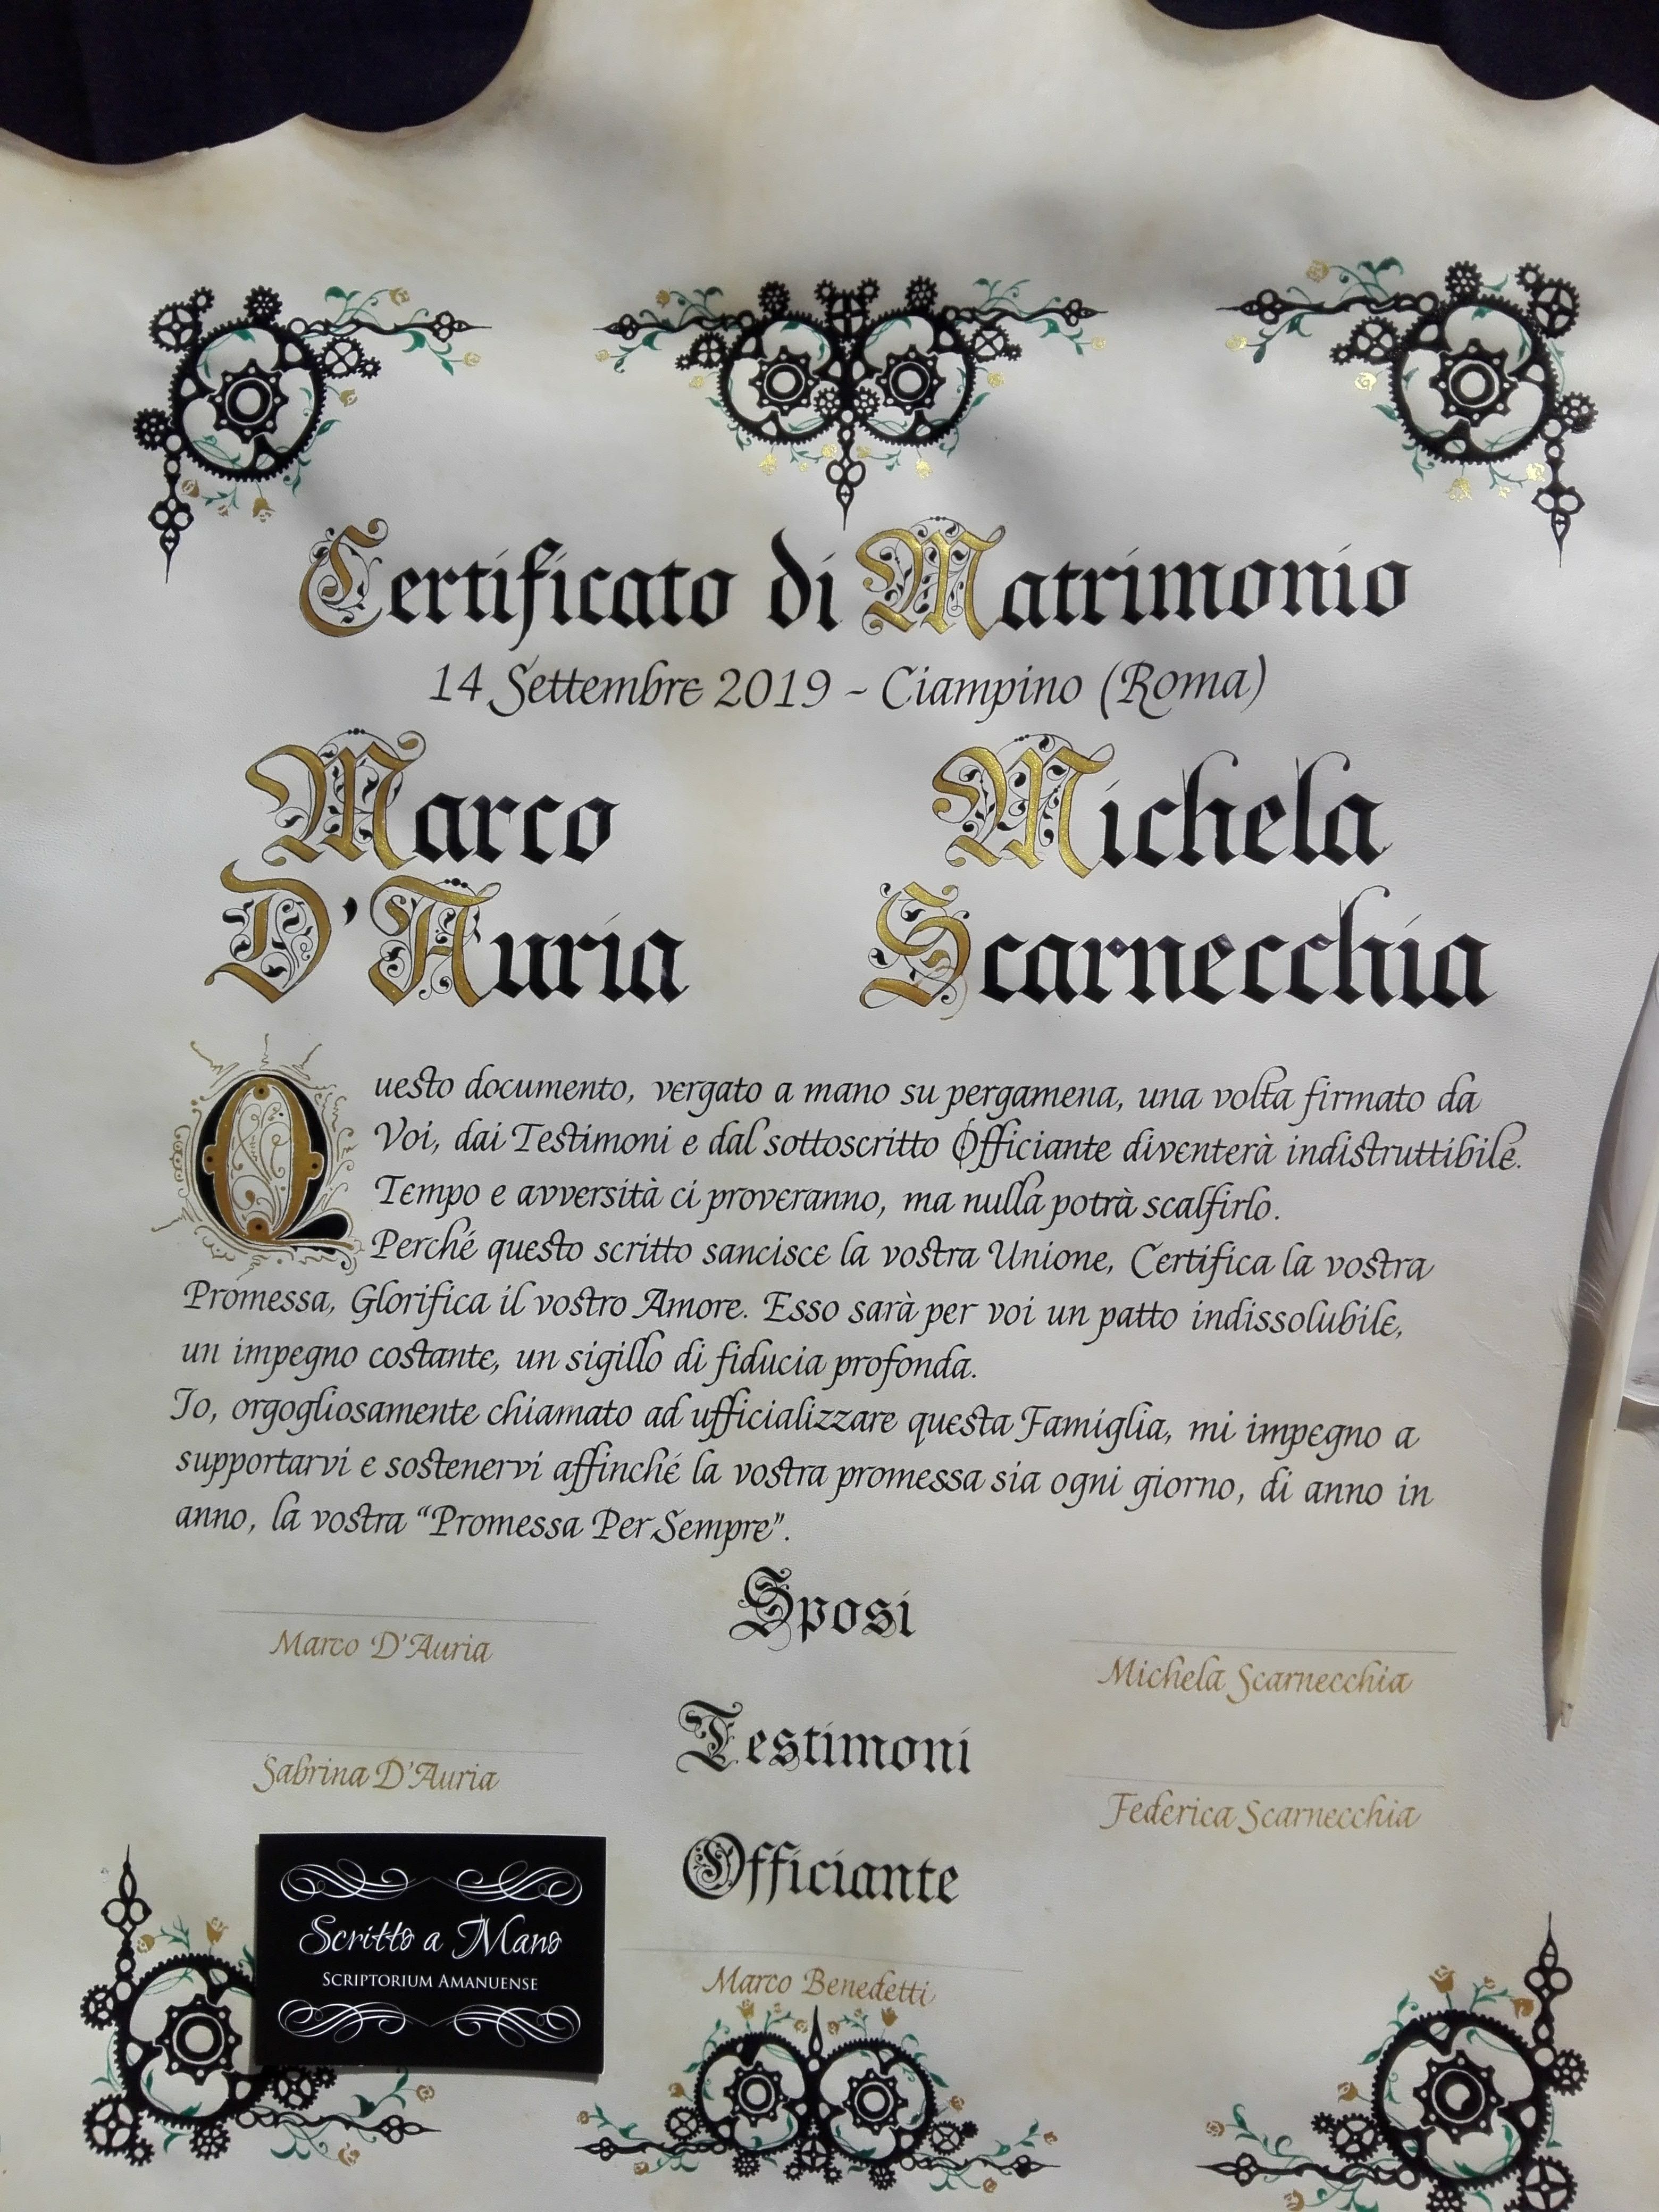 Certificato di Matrimonio
14 Settembre 2019 - Ciampino (Roma)
Marco
D'Auria
Michela
Scarnecchia
Questo documento, vergato a mano su pergamena, una volta firmato da
Voi, dai Testimoni e dal sottoscritto Officiante diventerà indistruttibile.
Tempo e avversità ci proveranno, ma nulla potrà scalfirlo.
Perché questo scritto sancisce la vostra Unione, Certifica la vostra
Promessa, Glorifica il vostro Amore. Esso sarà per voi un patto indissolubile,
un impegno costante, un sigillo di fiducia profonda.
Io, orgogliosamente chiamato ad ufficializzare questa Famiglia, mi impegno a
supportarvi e sostenervi affinché la vostra promessa sia ogni giorno, di anno in
anno, la vostra “Promessa Per Sempre”.
Sposi
Marco D'Auria
Michela Scarnecchia
Testimoni
Sabrina D'Auria
Federica Scarnecchia
Officiante
Marco Benedetti
Scritto a Mano
SCRIPTORIUM AMANUENSE